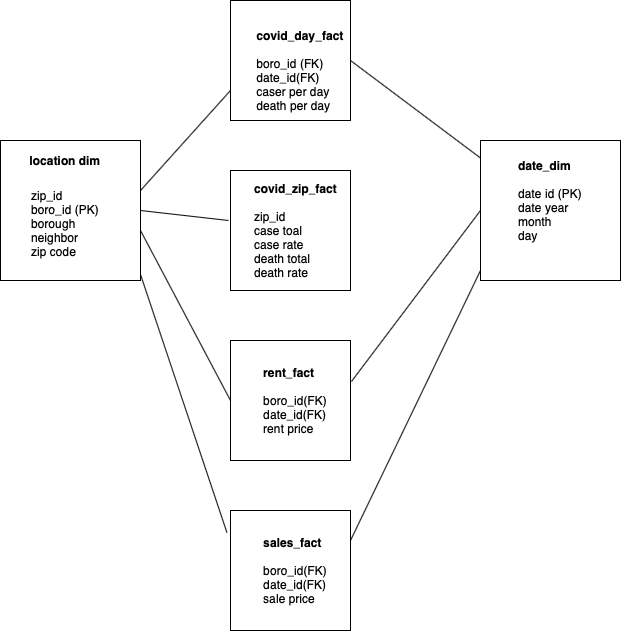 covid_day_fact
boro_id (FK)
date_id(FK)
caser per day
death per day
location dim
zip_id
boro_id (PK)
borough
neighbor
zip code
covid_zip_fact
zip_id
case toal
case rate
death total
death rate
date_dim
date id (PK)
date year
month
day
rent_fact
boro_id(FK)
date_id(FK)
rent price
sales_fact
boro_id(FK)
date_id(FK)
sale price